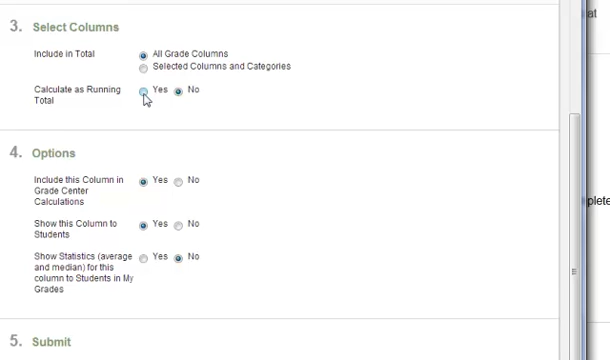 3. Select Columns
at
Include in Total
All Grade Columns
Selected Columns and Categories
Calculate as Running
Total
Yes No
4. Options
Include this Column in
Grade Center
Calculations
Yes No
plete
Show this Column to
Students
Yes No
Show Statistics (average
and median) for this
column to Students in My
Grades
Yes No
5. Submit